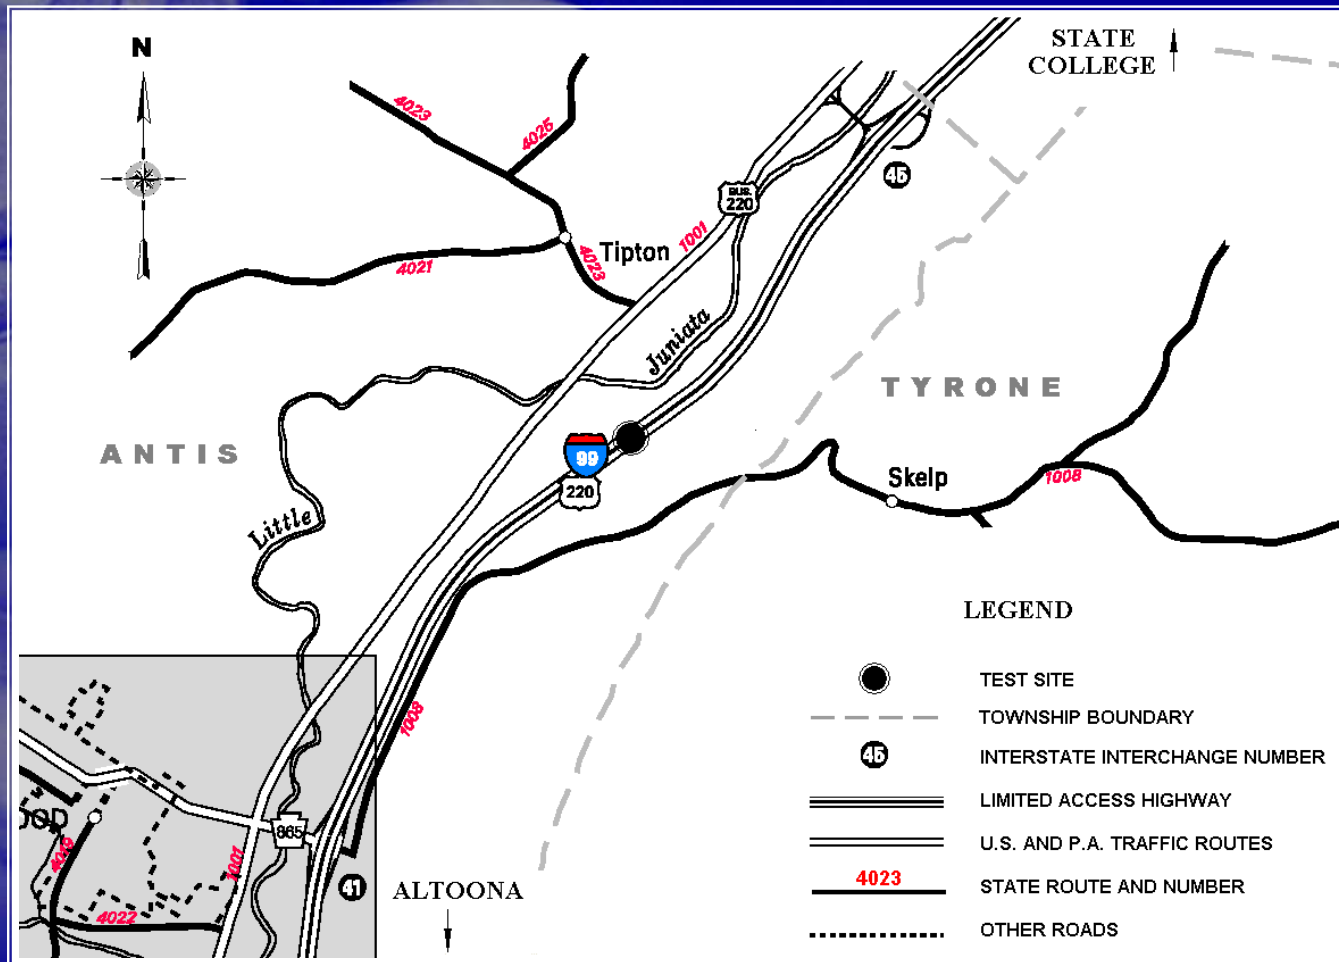 N
STATE
COLLEGE
4023
4025
45
BUS.
220
1001
Tipton
4023
4021
Juniata
TYRONE
ANTIS
99
220
Skelp
1008
Little
LEGEND
TEST SITE
TOWNSHIP BOUNDARY
45
INTERSTATE INTERCHANGE NUMBER
LIMITED ACCESS HIGHWAY
U.S. AND P.A. TRAFFIC ROUTES
4023
STATE ROUTE AND NUMBER
OTHER ROADS
1008
OOD
865
4019
1001
41
4022
ALTOONA